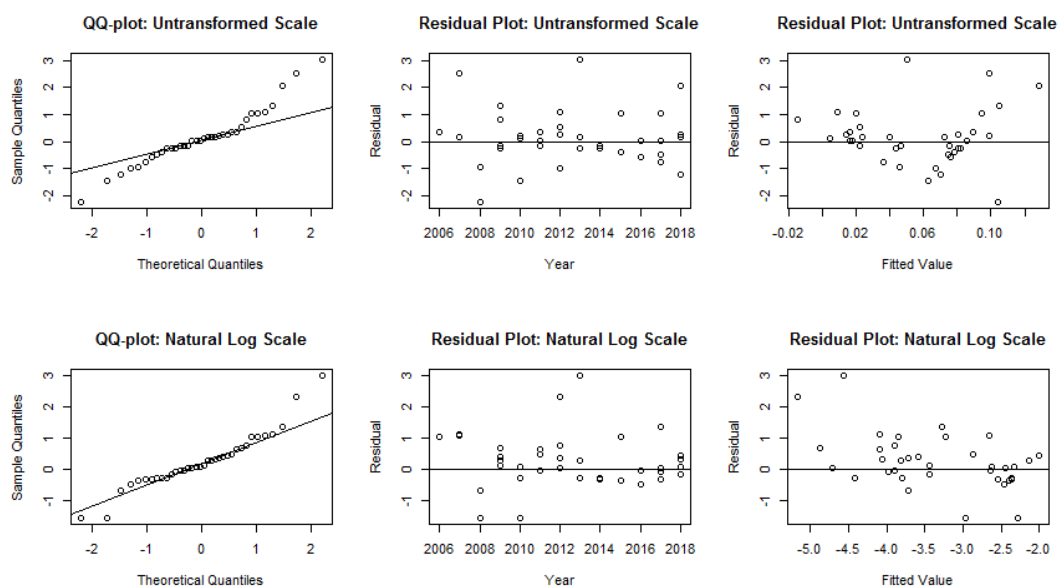 QQ-plot: Untransformed Scale
Sample Quantiles
3
2
1
0
-1
-2
-2 -1 0 1 2
Theoretical Quantiles
Residual Plot: Untransformed Scale
Residual
3
2
1
0
-1
-2
2006 2008 2010 2012 2014 2016 2018
Year
Residual Plot: Untransformed Scale
Residual
3
2
1
0
-1
-2
-0.02 0.02 0.06 0.10
Fitted Value
QQ-plot: Natural Log Scale
Sample Quantiles
3
2
1
0
-1
-2 -1 0 1 2
Theoretical Quantiles
Residual Plot: Natural Log Scale
Residual
3
2
1
0
-1
2006 2008 2010 2012 2014 2016 2018
Year
Residual Plot: Natural Log Scale
Residual
3
2
1
0
-1
-5.0 -4.5 -4.0 -3.5 -3.0 -2.5 -2.0
Fitted Value